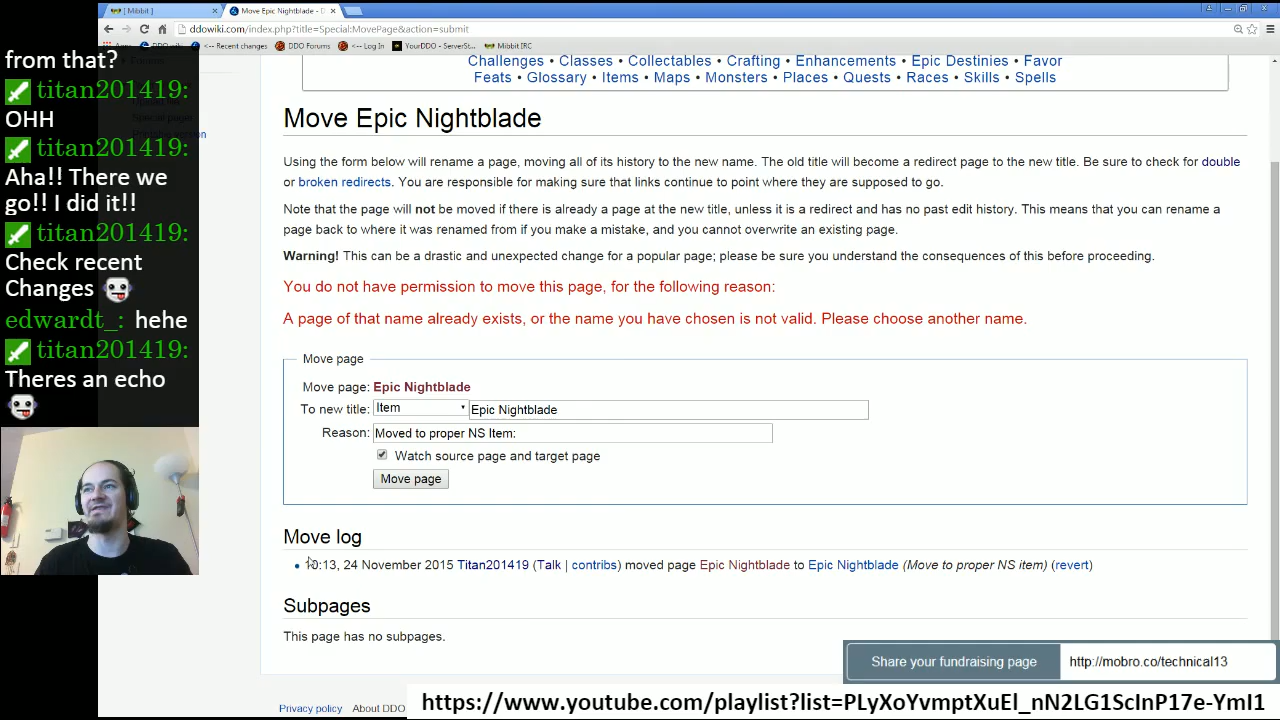 [ Mibbit ]
Move Epic Nightblade - D
ddowiki.com/index.php?title=Special:MovePage&action=submit
<-- Recent changes
DDO Forums
<-- Log In
YourDDO - ServerSt...
Mibbit IRC
from that?
titan201419:
OHH
titan201419:
Aha!! There we
go!! I did it!!
titan201419:
Check recent
Changes
edwardt_: hehe
titan201419:
Theres an echo
Challenges • Classes • Collectables • Crafting • Enhancements • Epic Destinies • Favor
Feats • Glossary • Items • Maps • Monsters • Places • Quests • Races • Skills • Spells
Move Epic Nightblade
Using the form below will rename a page, moving all of its history to the new name. The old title will become a redirect page to the new title. Be sure to check for double
or broken redirects. You are responsible for making sure that links continue to point where they are supposed to go.
Note that the page will not be moved if there is already a page at the new title, unless it is a redirect and has no past edit history. This means that you can rename a
page back to where it was renamed from if you make a mistake, and you cannot overwrite an existing page.
Warning! This can be a drastic and unexpected change for a popular page; please be sure you understand the consequences of this before proceeding.
You do not have permission to move this page, for the following reason:
A page of that name already exists, or the name you have chosen is not valid. Please choose another name.
Move page
Move page: Epic Nightblade
To new title: Item Epic Nightblade
Reason: Moved to proper NS Item:
Watch source page and target page
Move page
Move log
0:13, 24 November 2015 Titan201419 (Talk | contribs) moved page Epic Nightblade to Epic Nightblade (Move to proper NS item) (revert)
Subpages
This page has no subpages.
Share your fundraising page
http://mobro.co/technical13
Privacy policy
About DDO
https://www.youtube.com/playlist?list=PLyXoYvmptXuEl_nN2LG1ScInP17e-YmI1